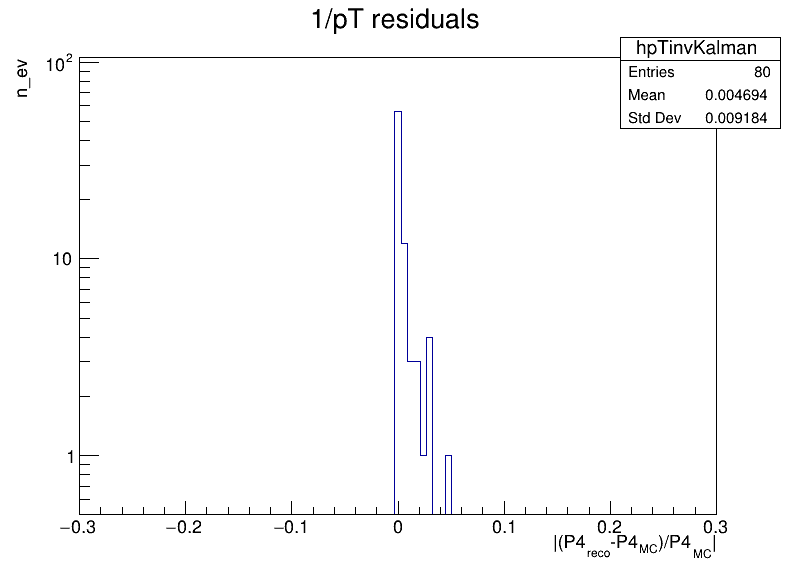 1/pT residuals
hpTinvKalman
Entries 80
Mean 0.004694
Std Dev 0.009184
n_ev
10²
10
1
−0.3 −0.2 −0.1 0 0.1 0.2 0.3
|(P4reco-P4MC)/P4MC|